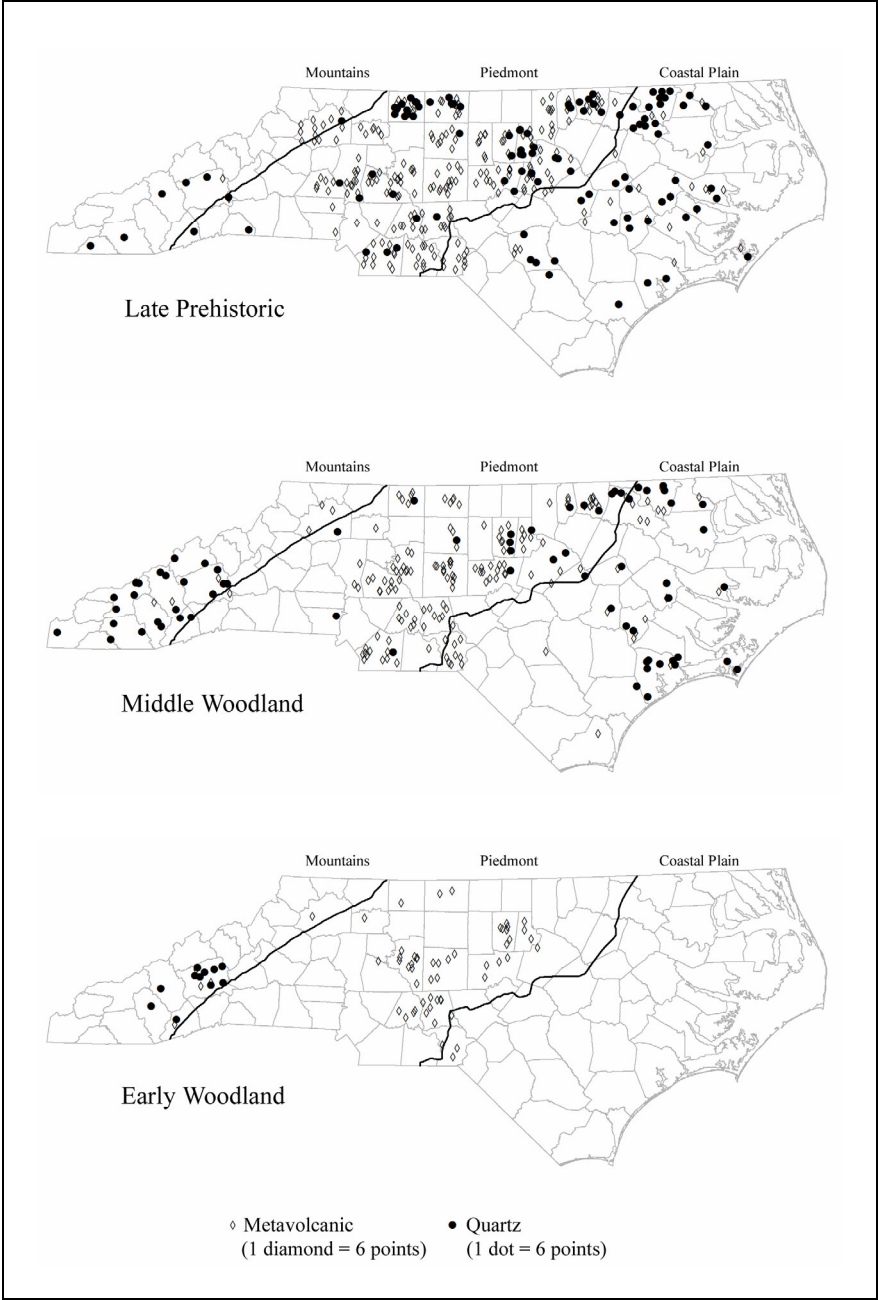 Mountains Piedmont Coastal Plain
Late Prehistoric
Mountains Piedmont Coastal Plain
Middle Woodland
Mountains Piedmont Coastal Plain
Early Woodland
Metavolcanic
(1 diamond = 6 points)
Quartz
(1 dot = 6 points)